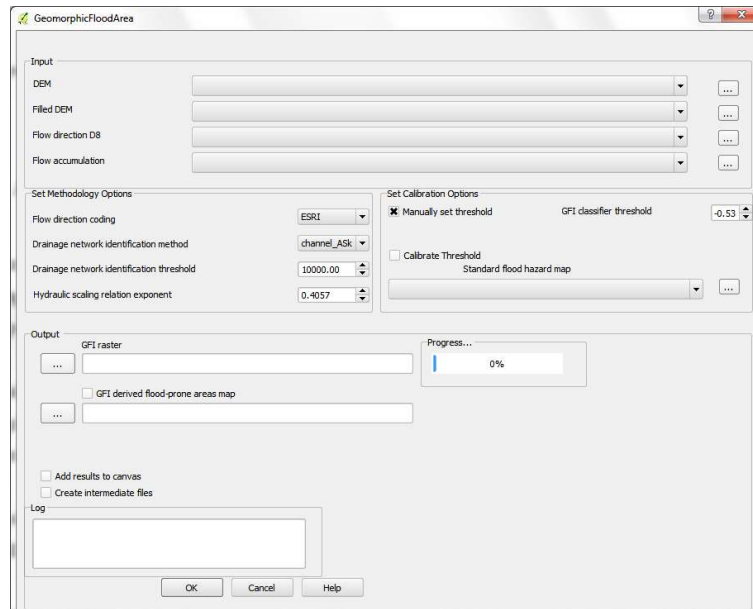 GeomorphicFloodArea
Input
DEM
...
Filled DEM
...
Flow direction D8
...
Flow accumulation
...
Set Methodology Options
Flow direction coding
ESRI
Drainage network identification method
channel_ASk
Drainage network identification threshold
10000.00
Hydraulic scaling relation exponent
0.4057
Set Calibration Options
Manually set threshold
GFI classifier threshold
-0.53
Calibrate Threshold
Standard flood hazard map
...
Output
GFI raster
...
GFI derived flood-prone areas map
...
Progress...
0%
Add results to canvas
Create intermediate files
Log
OK
Cancel
Help